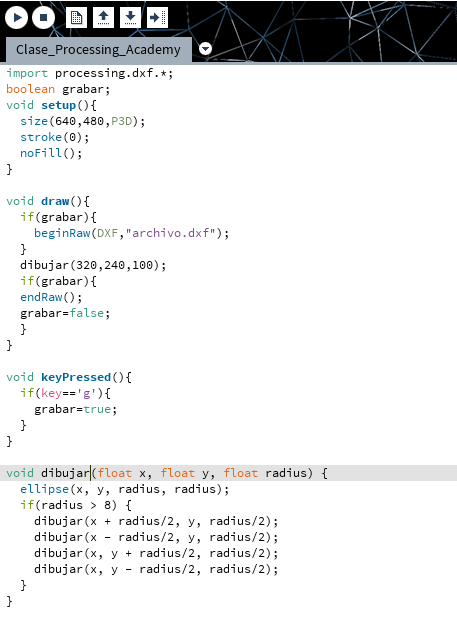 Clase_Processing_Academy
import processing.dxf.*;
boolean grabar;
void setup(){
  size(640,480,P3D);
  stroke(0);
  noFill();
}

void draw(){
  if(grabar){
    beginRaw(DXF,"archivo.dxf");
  }
  dibujar(320,240,100);
  if(grabar){
  endRaw();
  grabar=false;
  }
}

void keyPressed(){
  if(key=='g'){
    grabar=true;
  }
}

void dibujar(float x, float y, float radius) {
  ellipse(x, y, radius, radius);
  if(radius > 8) {
    dibujar(x + radius/2, y, radius/2);
    dibujar(x − radius/2, y, radius/2);
    dibujar(x, y + radius/2, radius/2);
    dibujar(x, y − radius/2, radius/2);
  }
}